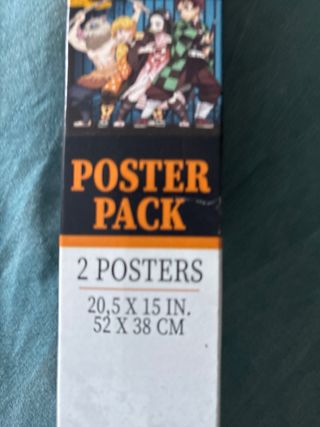 POSTER
PACK
2 POSTERS
20,5 X 15 IN.
52 X 38 CM